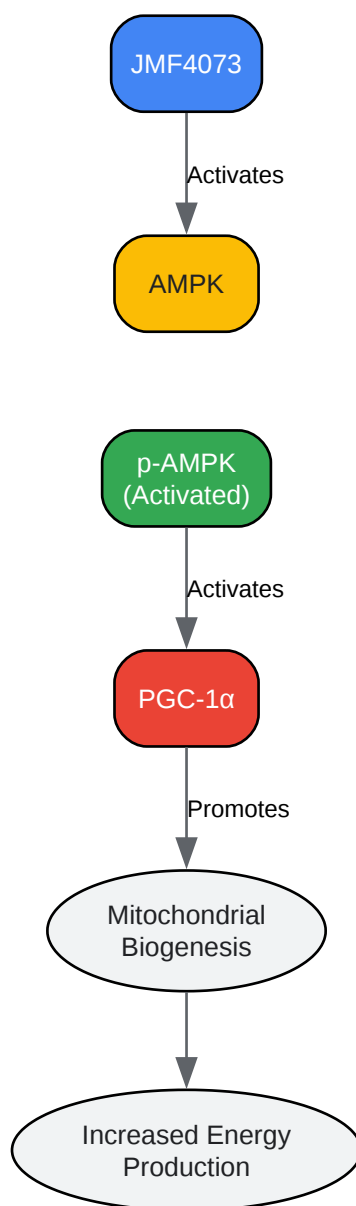 JMF4073
Activates
AMPK
p-AMPK
(Activated)
Activates
PGC-1α
Promotes
Mitochondrial
Biogenesis
Increased Energy
Production